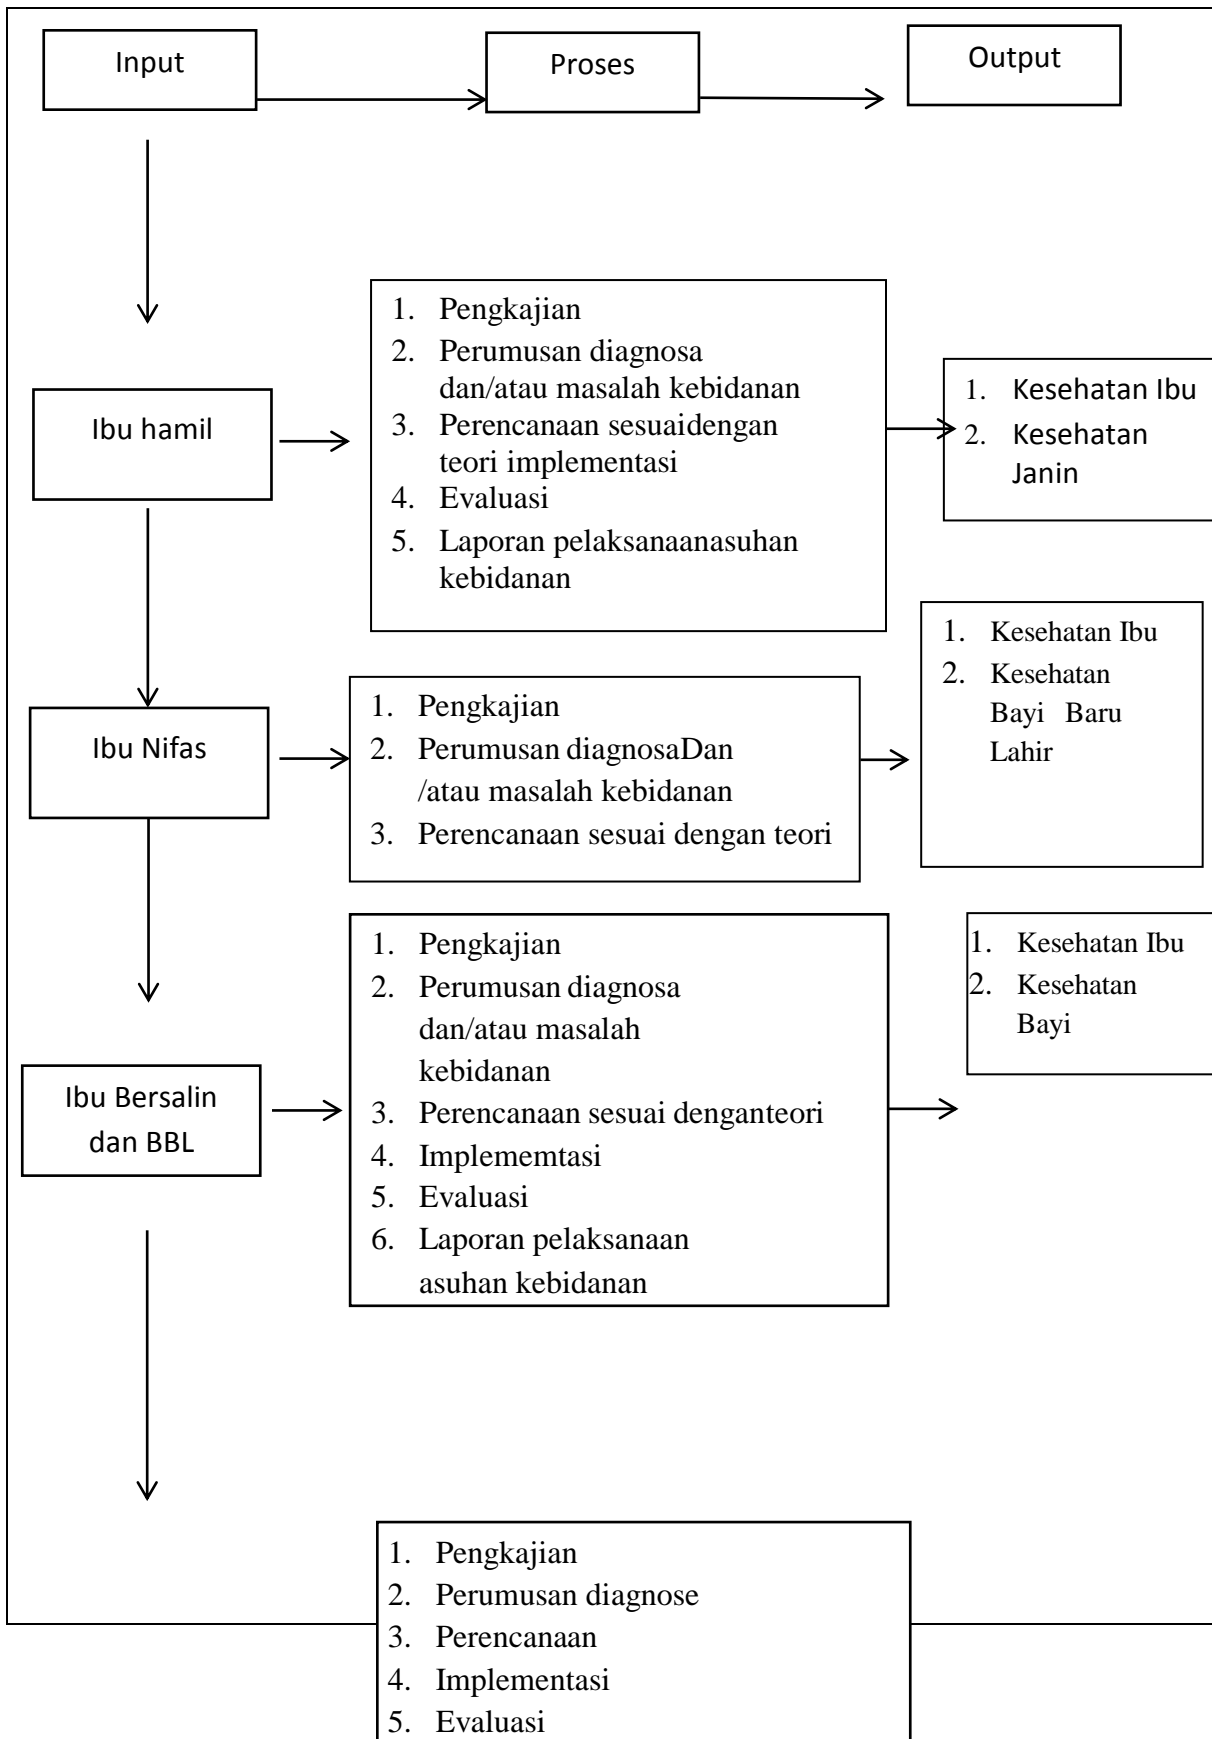 Input
Proses
Output
Ibu hamil
1. Pengkajian
2. Perumusan diagnosa
dan/atau masalah kebidanan
3. Perencanaan sesuaidengan
teori implementasi
4. Evaluasi
5. Laporan pelaksanaanasuhan
kebidanan
1. Kesehatan Ibu
2. Kesehatan
Janin
Ibu Nifas
1. Pengkajian
2. Perumusan diagnosaDan
/atau masalah kebidanan
3. Perencanaan sesuai dengan teori
1. Kesehatan Ibu
2. Kesehatan
Bayi Baru
Lahir
Ibu Bersalin
dan BBL
1. Pengkajian
2. Perumusan diagnosa
dan/atau masalah
kebidanan
3. Perencanaan sesuai denganteori
4. Implememtasi
5. Evaluasi
6. Laporan pelaksanaan
asuhan kebidanan
1. Kesehatan Ibu
2. Kesehatan
Bayi
1. Pengkajian
2. Perumusan diagnose
3. Perencanaan
4. Implementasi
5. Evaluasi